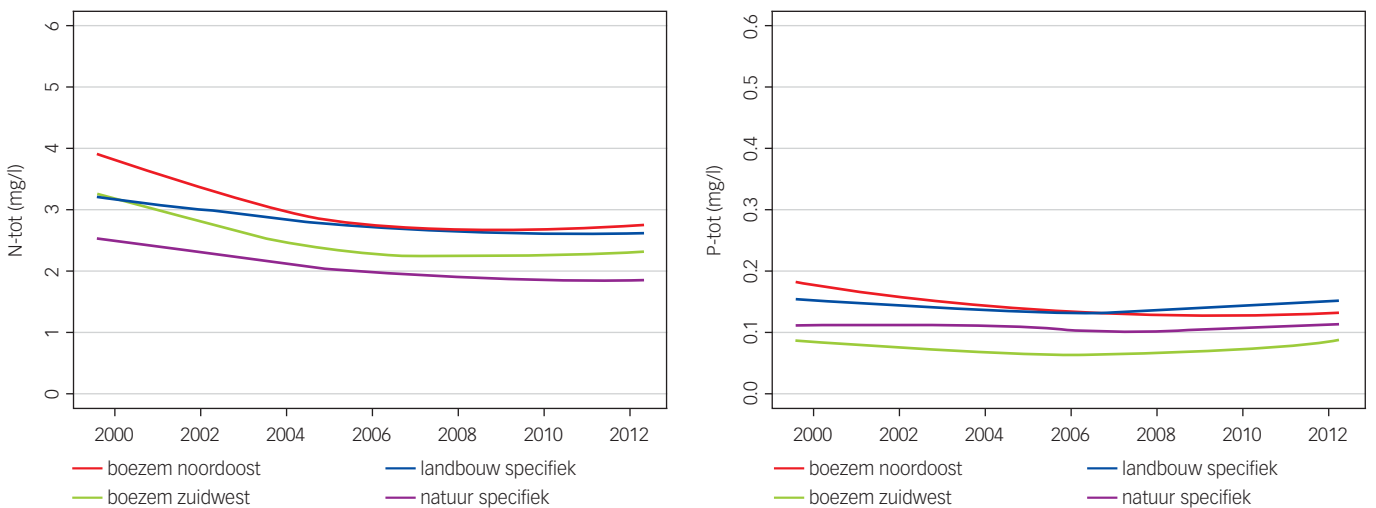 N-tot (mg/l)
6
5
4
3
2
1
0
2000 2002 2004 2006 2008 2010 2012
boezem noordoost landbouw specifiek
boezem zuidwest natuur specifiek
P-tot (mg/l)
0.6
0.5
0.4
0.3
0.2
0.1
0.0
2000 2002 2004 2006 2008 2010 2012
boezem noordoost landbouw specifiek
boezem zuidwest natuur specifiek